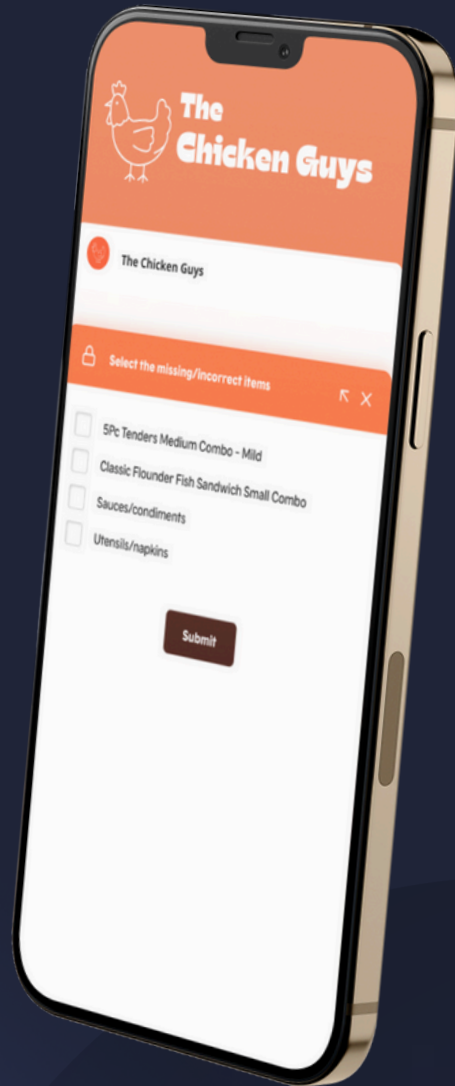 The
Chicken Guys
The Chicken Guys
Select the missing/incorrect items
5Pc Tenders Medium Combo - Mild
Classic Flounder Fish Sandwich Small Combo
Sauces/condiments
Utensils/napkins
Submit